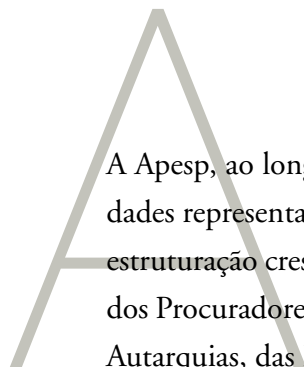 A
A Apesp, ao long
dades representa
estruturação cres
dos Procuradore
Autarquias, das